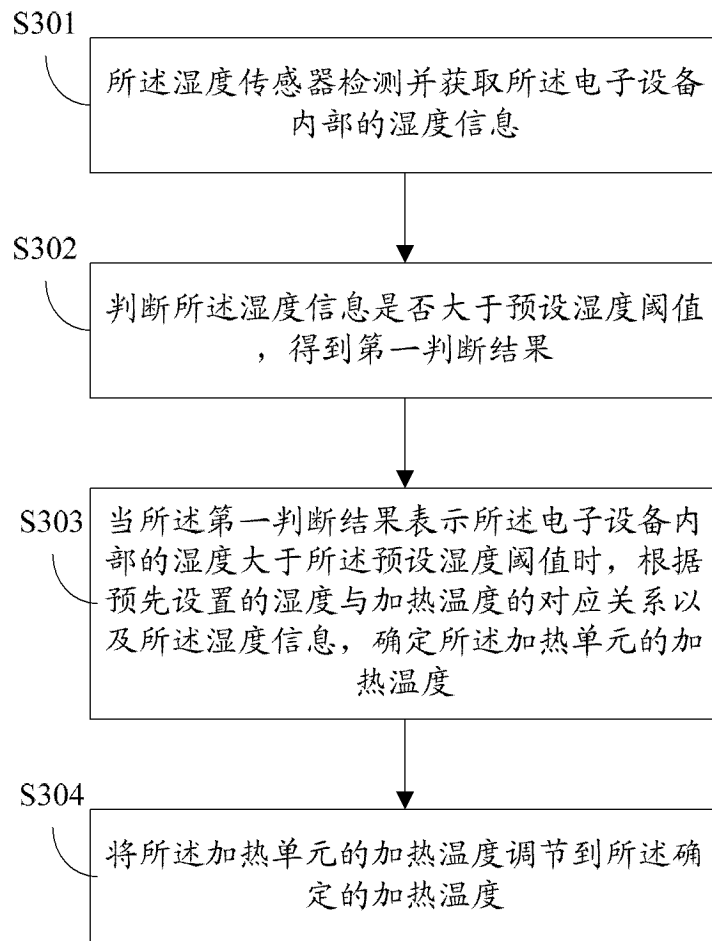 S301
所述湿度传感器检测并获取所述电子设备
内部的湿度信息
S302
判断所述湿度信息是否大于预设湿度阈值
，得到第一判断结果
S303
当所述第一判断结果表示所述电子设备内
部的湿度大于所述预设湿度阈值时，根据
预先设置的湿度与加热温度的对应关系以
及所述湿度信息，确定所述加热单元的加
热温度
S304
将所述加热单元的加热温度调节到所述确
定的加热温度